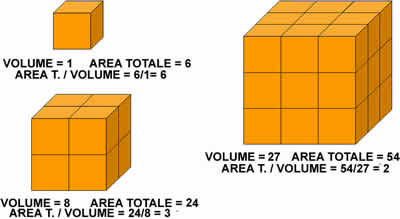 VOLUME = 1 AREA TOTALE = 6
AREA T. / VOLUME = 6/1= 6
VOLUME = 27 AREA TOTALE = 54
AREA T. / VOLUME = 54/27 = 2
VOLUME = 8 AREA TOTALE = 24
AREA T. / VOLUME = 24/8 = 3